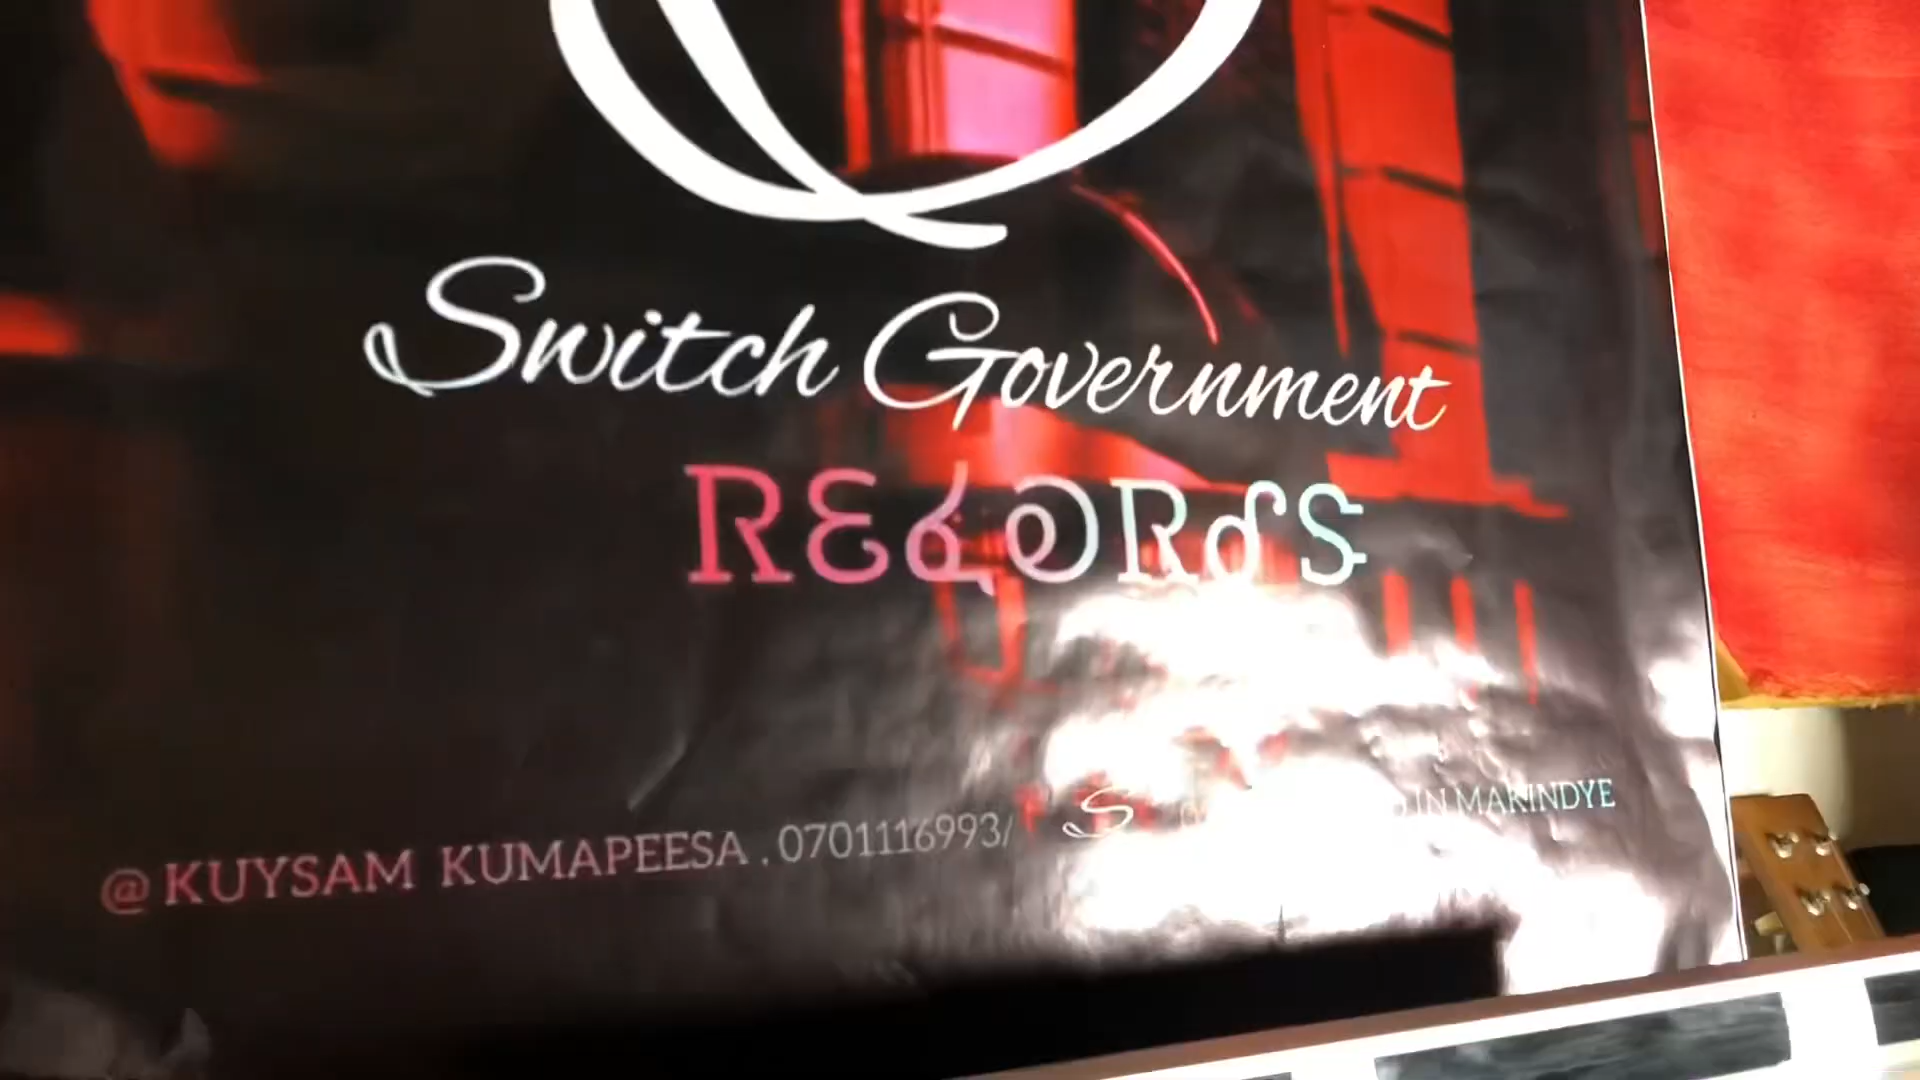 Switch Government
RECORDS
@ KUYSAM KUMAPEESA . 0701116993/ S IN MAKINDYE